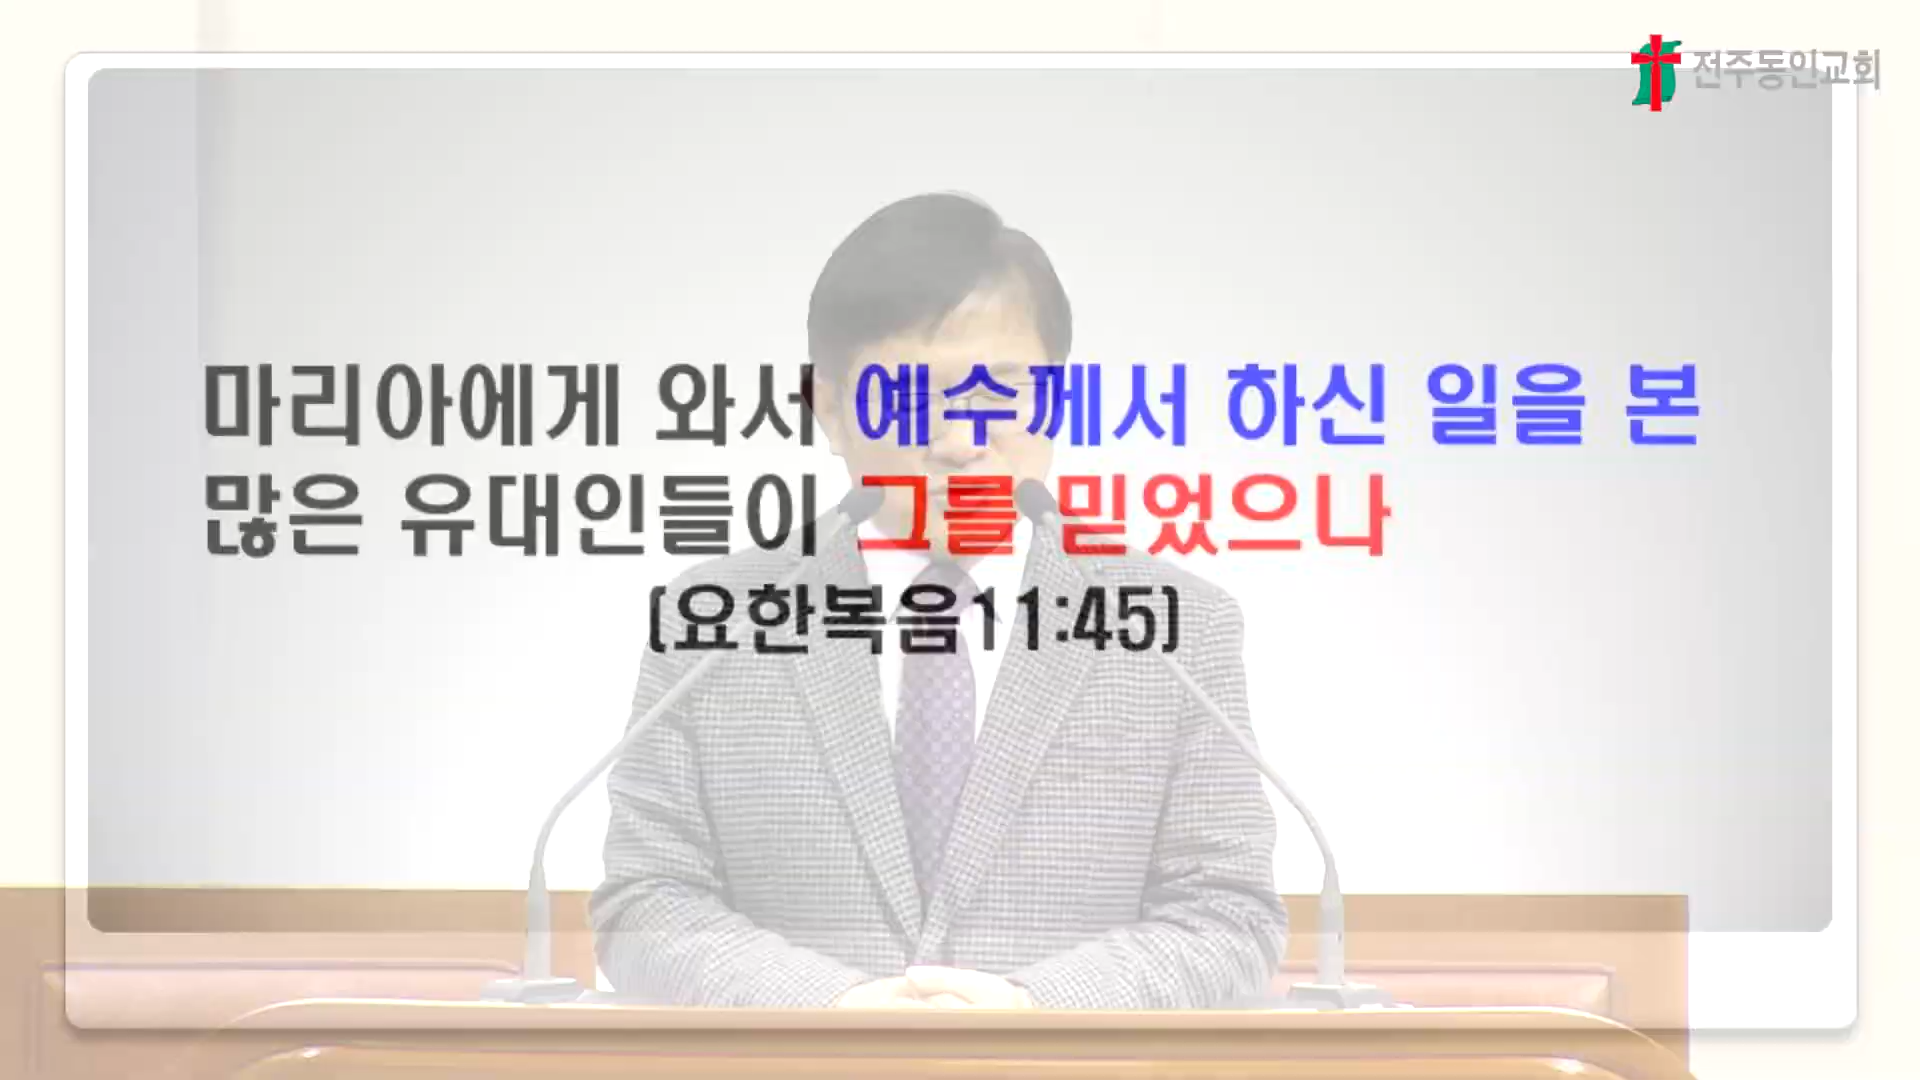 전주동인교회
마리아에게 와서 예수께서 하신 일을 본
많은 유대인들이 그를 믿었으나
(요한복음11:45)